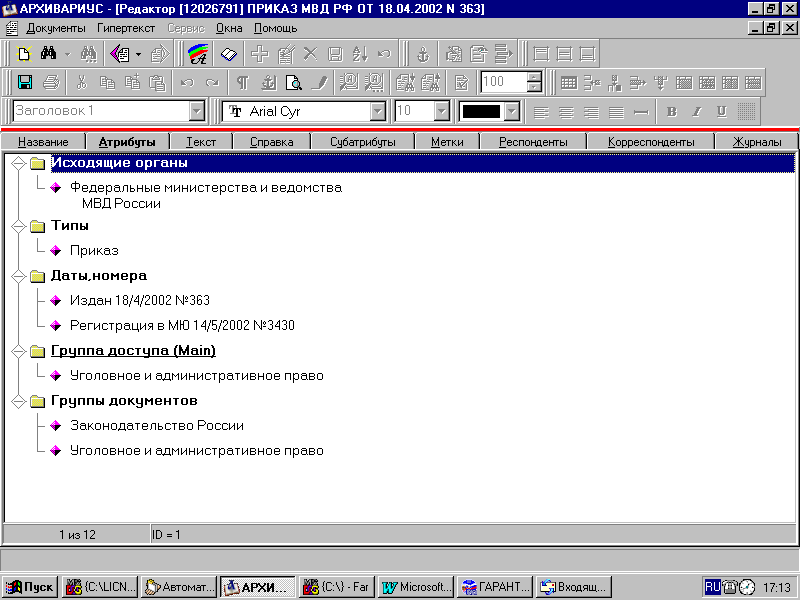 АРХИВАРИУС - [Редактор [12026791] ПРИКАЗ МВД РФ ОТ 18.04.2002 N 363]
Документы Гипертекст Сервис Окна Помощь
100
Заголовок 1 Arial Cyr 10 B I U
Название Атрибуты Текст Справка Субатрибуты Метки Респонденты Корреспонденты Журналы
Исходящие органы
Федеральные министерства и ведомства
МВД России
Типы
Приказ
Даты,номера
Издан 18/4/2002 №363
Регистрация в МЮ 14/5/2002 №3430
Группа доступа (Main)
Уголовное и административное право
Группы документов
Законодательство России
Уголовное и административное право
1 из 12 ID = 1
Пуск {C:\LICN... Автомат... АРХИ... {C:\} - Far Microsoft... ГАРАНТ... Входящ... RU 17:13